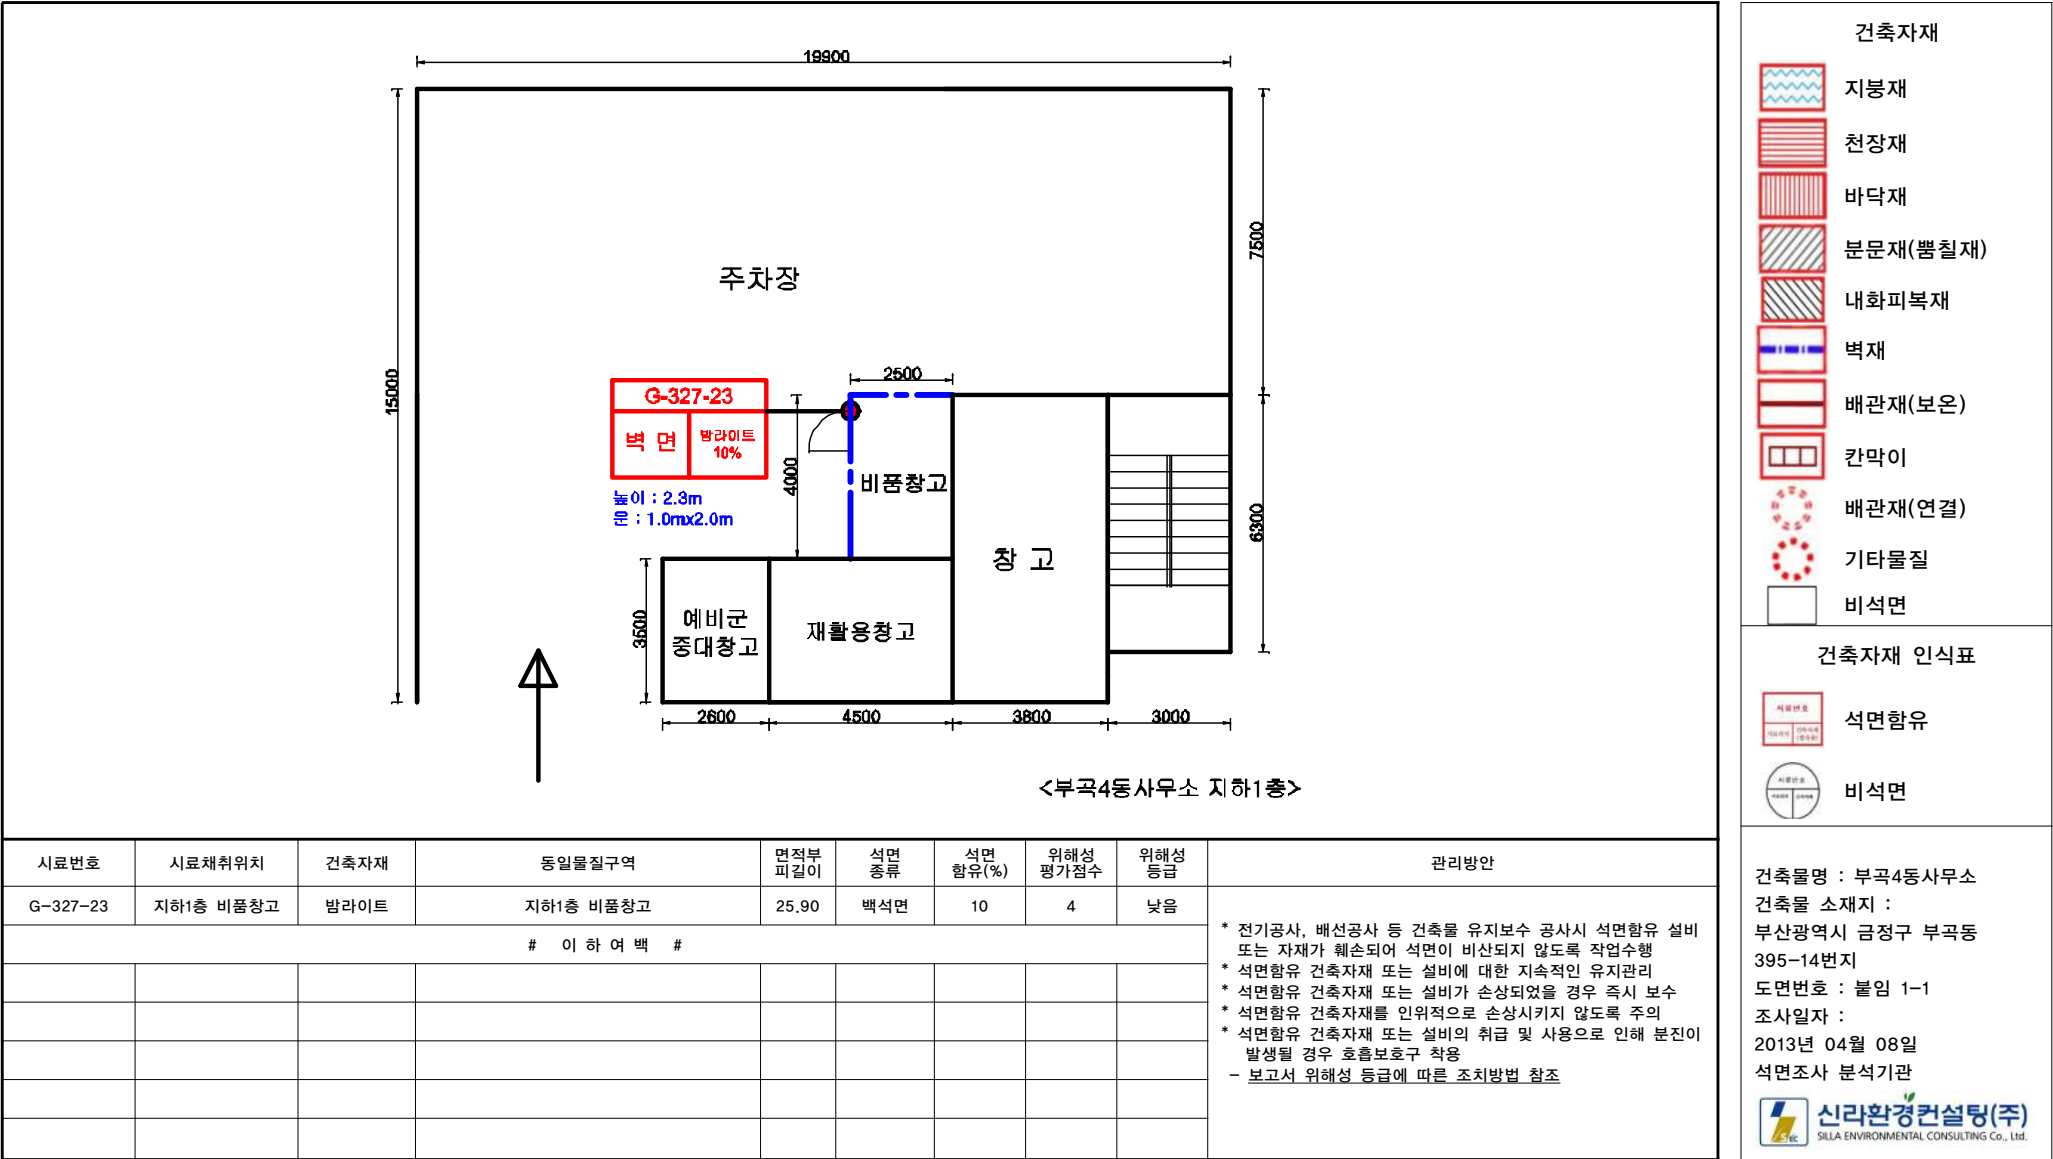 19900
15000
7500
주차장
2500
G-327-23
벽 면
밤라이트
10%
4000
비품창고
높이 : 2.3m
문 : 1.0mx2.0m
창 고
6300
3500
예비군
중대창고
재활용창고
2600
4500
3800
3000
<부곡4동사무소 지하1층>
시료번호
시료채취위치
건축자재
동일물질구역
면적부
피길이
석면
종류
석면
함유(%)
위해성
평가점수
위해성
등급
관리방안
G-327-23
지하1층 비품창고
밤라이트
지하1층 비품창고
25.90
백석면
10
4
낮음
# 이 하 여 백 #
* 전기공사, 배선공사 등 건축물 유지보수 공사시 석면함유 설비
또는 자재가 훼손되어 석면이 비산되지 않도록 작업수행
* 석면함유 건축자재 또는 설비에 대한 지속적인 유지관리
* 석면함유 건축자재 또는 설비가 손상되었을 경우 즉시 보수
* 석면함유 건축자재를 인위적으로 손상시키지 않도록 주의
* 석면함유 건축자재 또는 설비의 취급 및 사용으로 인해 분진이
발생될 경우 호흡보호구 착용
- 보고서 위해성 등급에 따른 조치방법 참조
건축자재
지붕재
천장재
바닥재
분문재(뿜칠재)
내화피복재
벽재
배관재(보온)
칸막이
배관재(연결)
기타물질
비석면
건축자재 인식표
시료번호
석면함유
시료번호
비석면
건축물명 : 부곡4동사무소
건축물 소재지 :
부산광역시 금정구 부곡동
395-14번지
도면번호 : 붙임 1-1
조사일자 :
2013년 04월 08일
석면조사 분석기관
신라환경컨설팅(주)
SILLA ENVIRONMENTAL CONSULTING Co., Ltd.